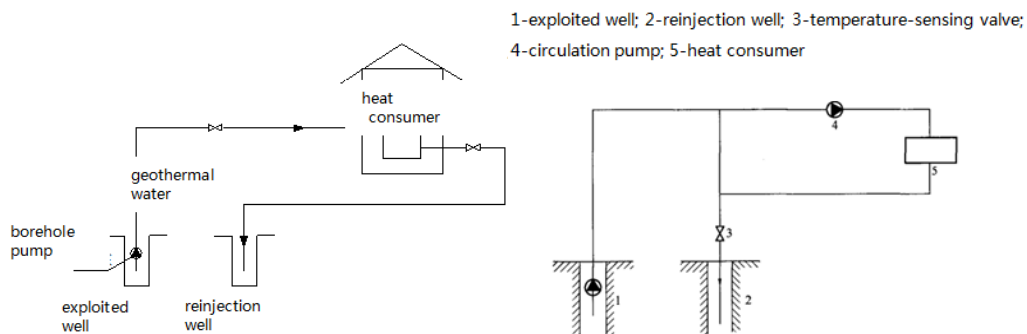 1-exploited well; 2-reinjection well; 3-temperature-sensing valve;
4-circulation pump; 5-heat consumer
heat
consumer
geothermal
water
borehole
pump
exploited
well
reinjection
well
4
5
3
1
2